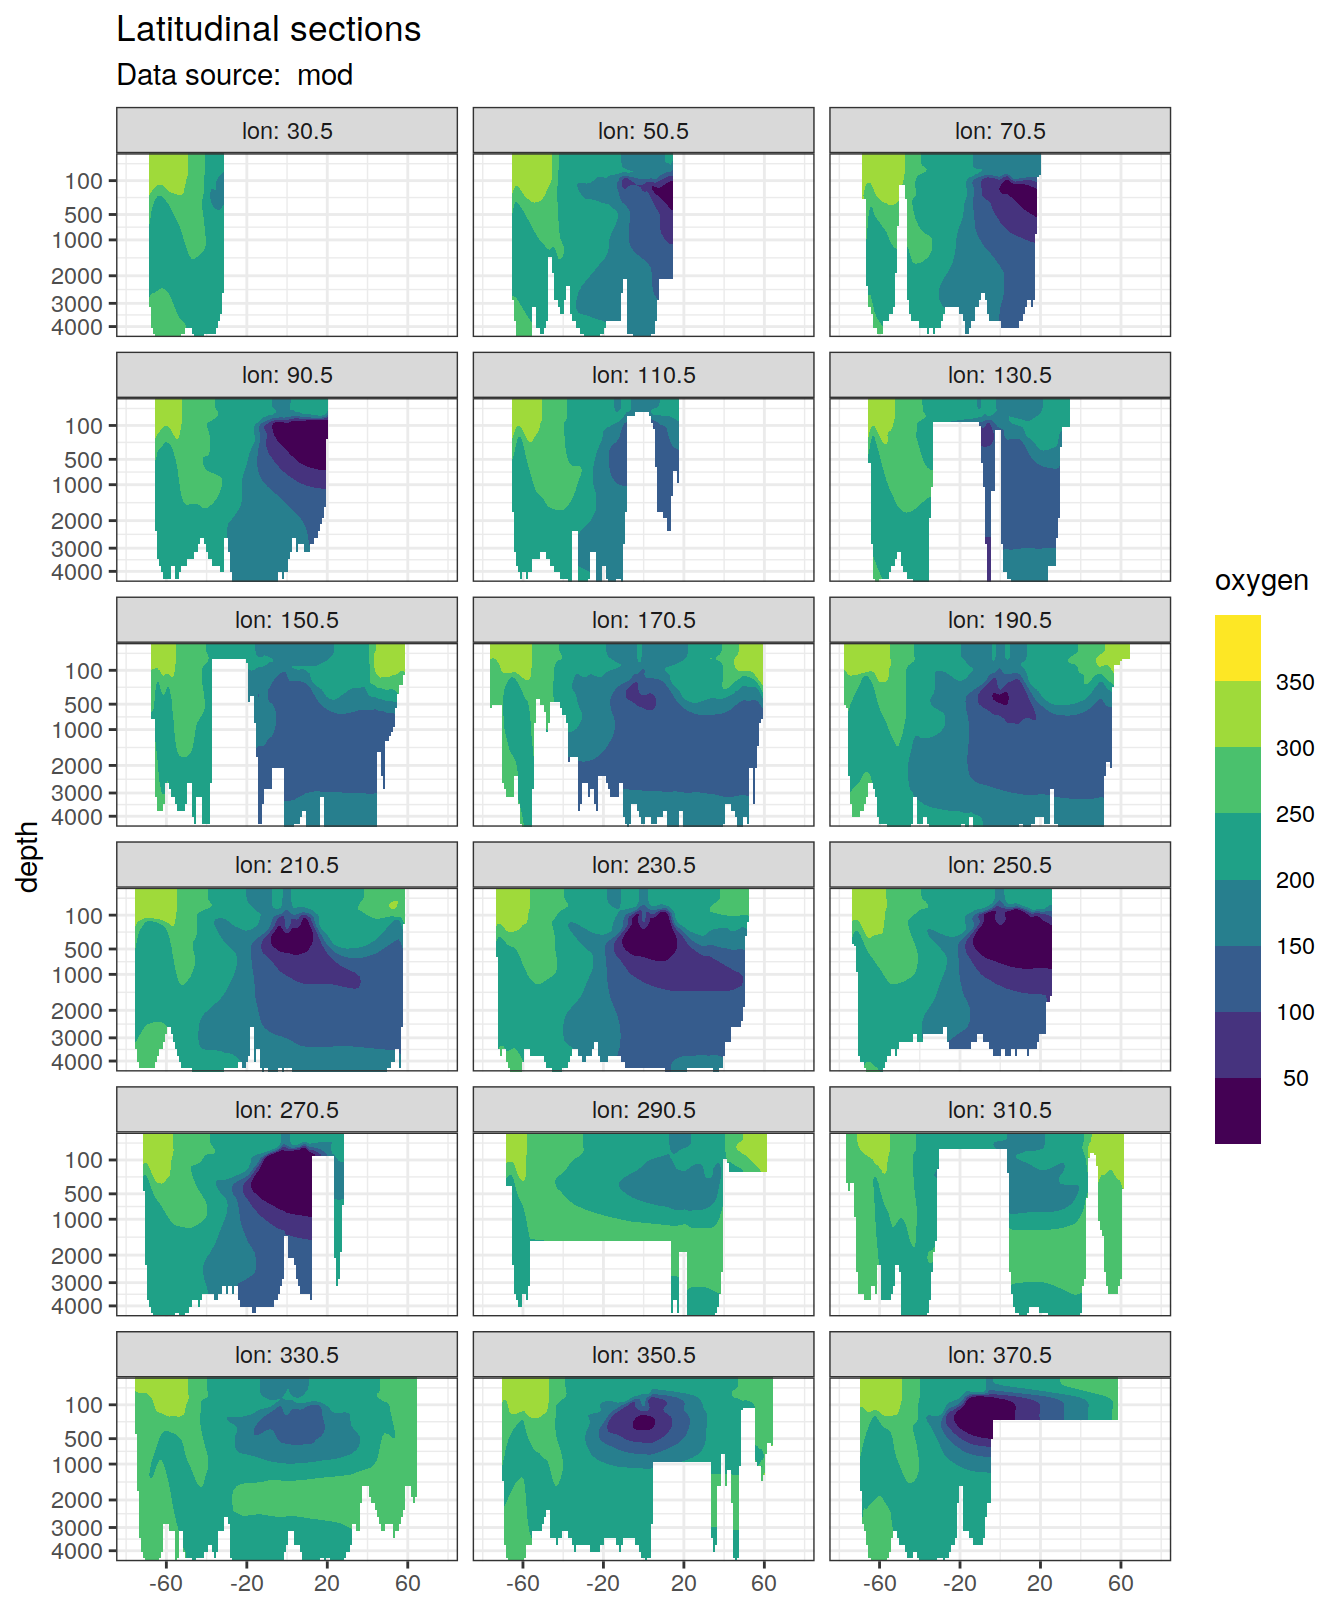 Latitudinal sections
Data source:  mod
lon: 30.5
lon: 50.5
lon: 70.5
100
500
1000
2000
3000
4000
lon: 90.5
lon: 110.5
lon: 130.5
100
500
1000
2000
3000
4000
lon: 150.5
lon: 170.5
lon: 190.5
100
500
1000
2000
3000
4000
lon: 210.5
lon: 230.5
lon: 250.5
100
500
1000
2000
3000
4000
lon: 270.5
lon: 290.5
lon: 310.5
100
500
1000
2000
3000
4000
lon: 330.5
lon: 350.5
lon: 370.5
100
500
1000
2000
3000
4000
-60 -20 20 60
-60 -20 20 60
-60 -20 20 60
depth
oxygen
350
300
250
200
150
100
50